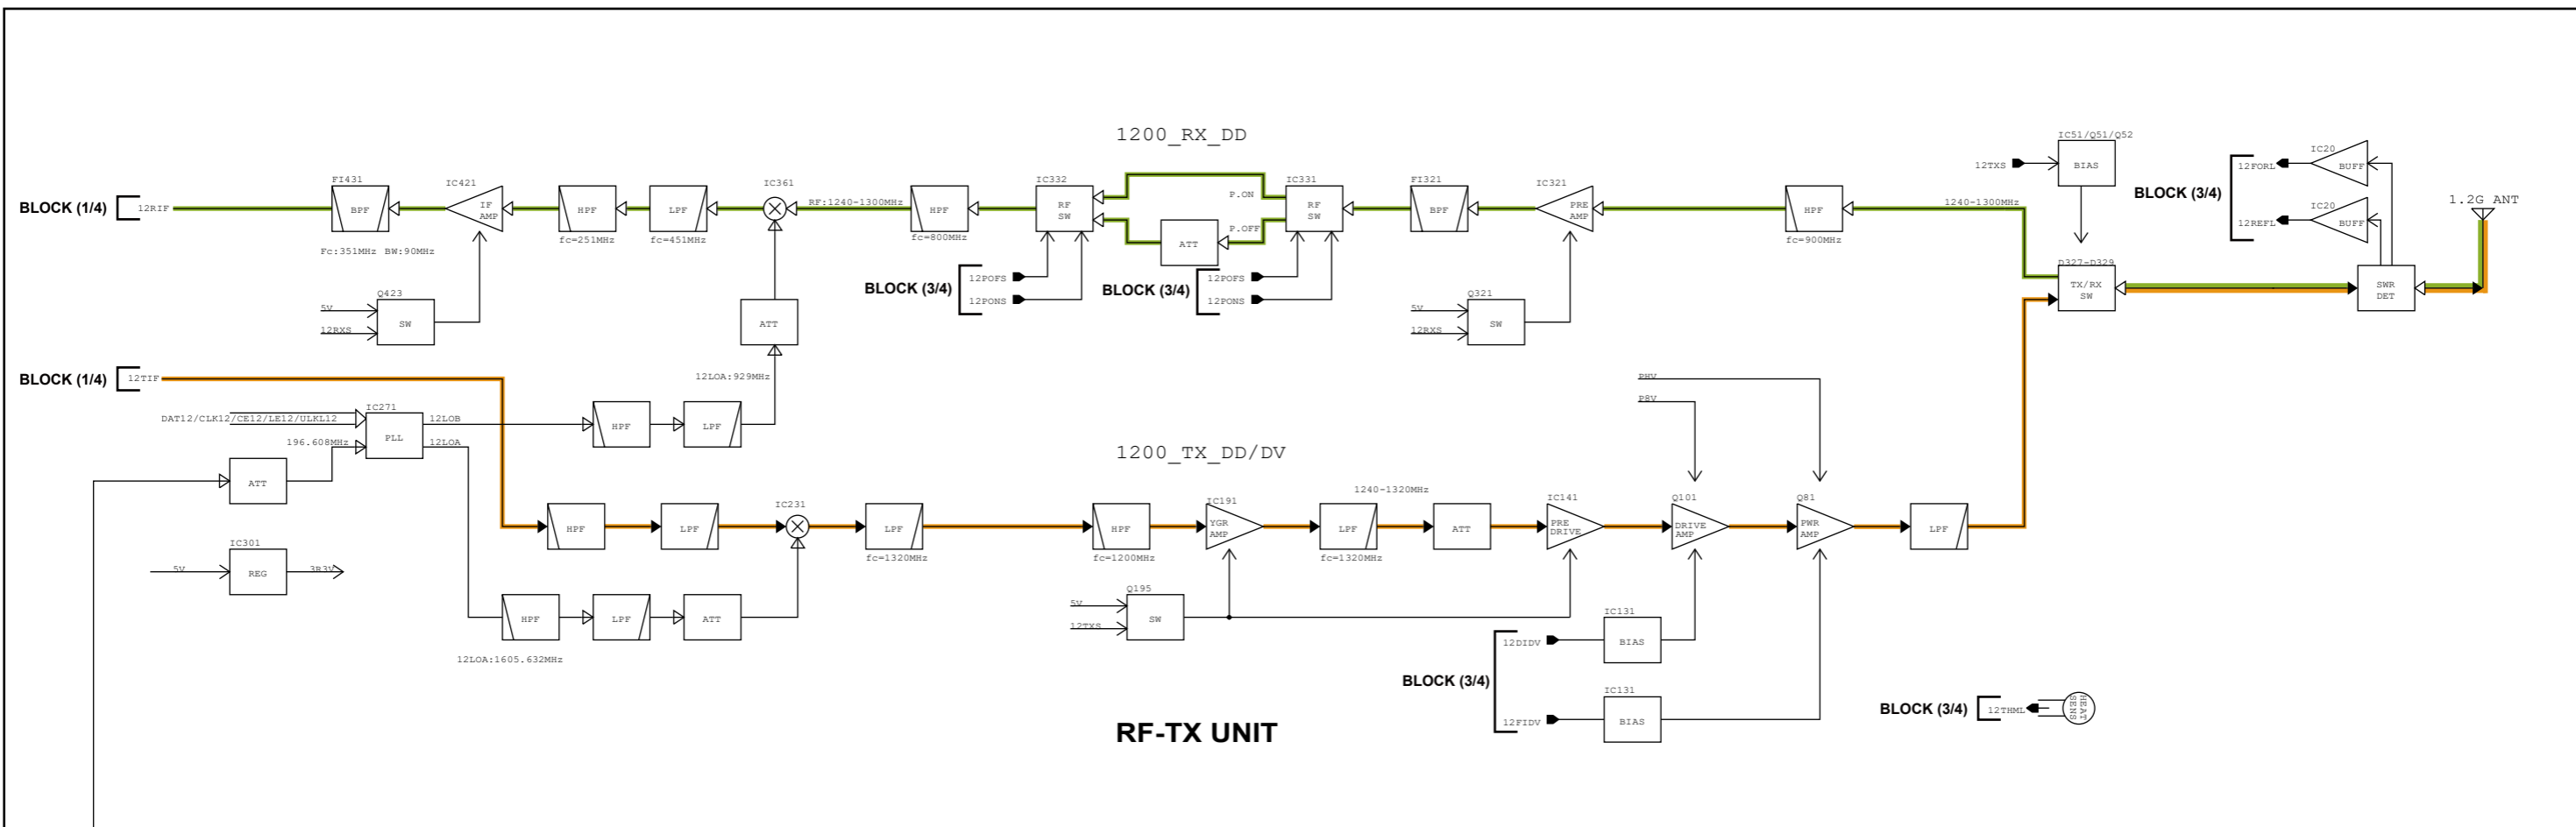 1200_RX_DD
IC51/Q51/Q52
12TXS
BIAS
BLOCK (3/4)
12FORL
IC20
BUFF
12REFL
IC20
BUFF
1.2G ANT
BLOCK (1/4)
12RIF
FI431
BPF
Fc:351MHz BW:90MHz
IC421
IF
AMP
HPF
fc=251MHz
LPF
fc=451MHz
IC361
RF:1240-1300MHz
HPF
fc=800MHz
IC332
RF
SW
P.ON
P.OFF
ATT
IC331
RF
SW
FI321
BPF
IC321
PRE
AMP
HPF
fc=900MHz
1240-1300MHz
D327-D329
TX/RX
SW
SWR
DET
BLOCK (3/4)
12POFS
12PONS
BLOCK (3/4)
12POFS
12PONS
5V
12RXS
Q423
SW
ATT
5V
12RXS
Q321
SW
BLOCK (1/4)
12TIF
12LOA:929MHz
PHV
P8V
DAT12/CLK12/CE12/LE12/ULKL12
196.608MHz
IC271
PLL
12LOB
12LOA
HPF
LPF
ATT
1200_TX_DD/DV
HPF
LPF
IC231
LPF
fc=1320MHz
HPF
fc=1200MHz
IC191
YGR
AMP
1240-1320MHz
LPF
fc=1320MHz
ATT
IC141
PRE
DRIVE
Q101
DRIVE
AMP
Q81
PWR
AMP
LPF
IC301
5V
REG
3R3V
HPF
LPF
ATT
12LOA:1605.632MHz
5V
12TXS
Q195
SW
BLOCK (3/4)
12DIDV
IC131
BIAS
12FIDV
IC131
BIAS
BLOCK (3/4)
12THML
HEAT
SENS
RF-TX UNIT